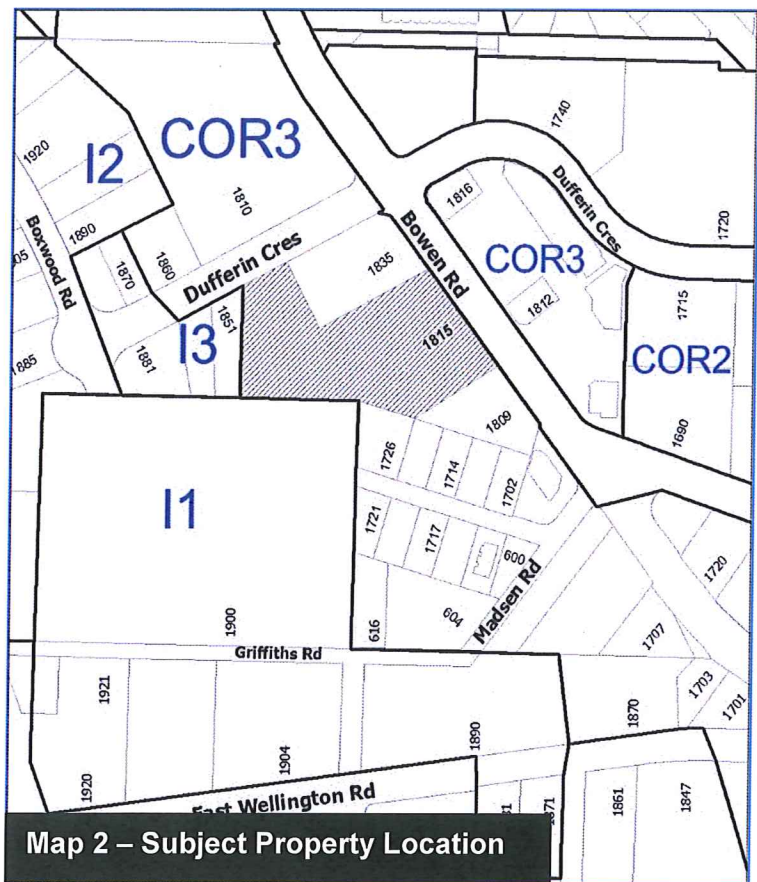 COR3
I2
1920
1890
Boxwood Rd
1885
1870
1860
1810
Dufferin Cres
1740
1816
Dufferin Cres
1720
Bowen Rd
COR3
1835
1812
1715
COR2
1690
1815
1851
I3
1881
1809
1726
1714
1702
1721
1717
600
I1
616
604
Madsen Rd
1720
1707
1703
1701
1900
Griffiths Rd
1921
1920
1904
1890
1870
East Wellington Rd
1871
1861
1847
Map 2 – Subject Property Location